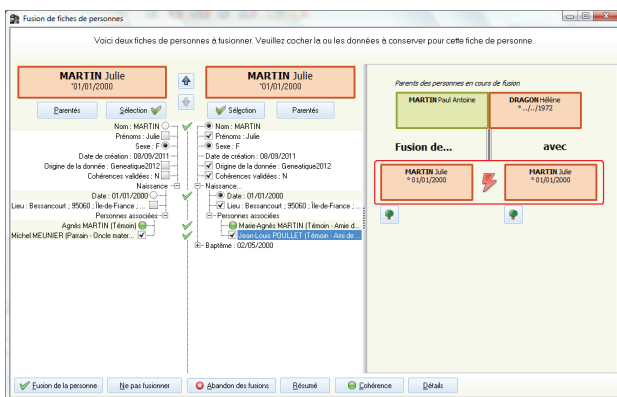 Fusion de fiches de personnes
Voici deux fiches de personnes à fusionner. Veuillez cocher la ou les données à conserver pour cette fiche de personne.
MARTIN Julie
°01/01/2000
Parentés
Sélection
Nom : MARTIN
Prénoms : Julie
Sexe : F
Date de création : 08/09/2011
Origine de la donnée : Geneatique2012
Cohérences validées : N
Naissance
Date : 01/01/2000
Lieu : Bessancourt ; 95060 ; Île-de-France ; ...
Personnes associées
Agnès MARTIN (Témoin)
Michel MEUNIER (Parrain - Oncle mater...
MARTIN Julie
°01/01/2000
Sélection
Parentés
Nom : MARTIN
Prénoms : Julie
Sexe : F
Date de création : 08/09/2011
Origine de la donnée : Geneatique2012
Cohérences validées : N
Naissance...
Date : 01/01/2000
Lieu : Bessancourt ; 95060 ; Île-de-France ; ...
Personnes associées
Marie-Agnès MARTIN (Témoin - Amie d...
Jean-Louis POULLET (Témoin - Ami de ...
Baptême : 02/05/2000
Parents des personnes en cours de fusion
MARTIN Paul Antoine
DRAGON Hélène
° ../../1972
Fusion de...
avec
MARTIN Julie
° 01/01/2000
MARTIN Julie
° 01/01/2000
Fusion de la personne
Ne pas fusionner
Abandon des fusions
Résumé
Cohérence
Détails